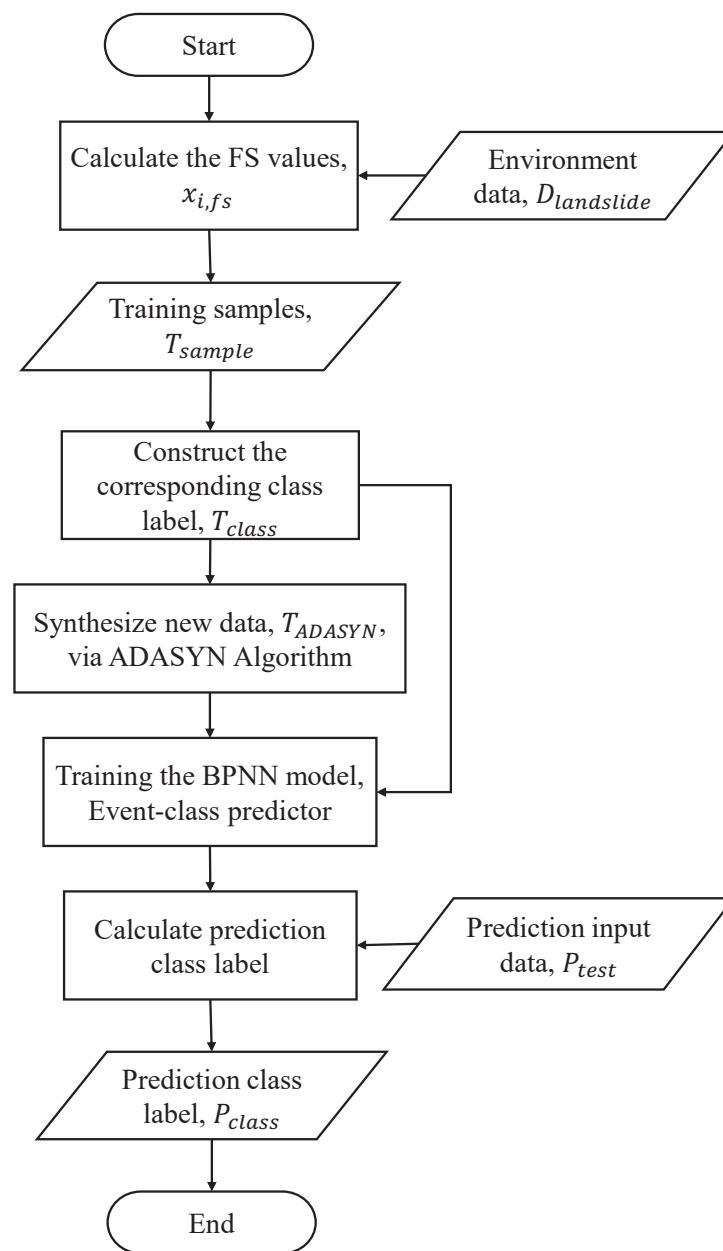 Start
Calculate the FS values,
x_{i,fs}
Environment
data, D_{landslide}
Training samples,
T_{sample}
Construct the
corresponding class
label, T_{class}
Synthesize new data, T_{ADASYN},
via ADASYN Algorithm
Training the BPNN model,
Event-class predictor
Calculate prediction
class label
Prediction input
data, P_{test}
Prediction class
label, P_{class}
End